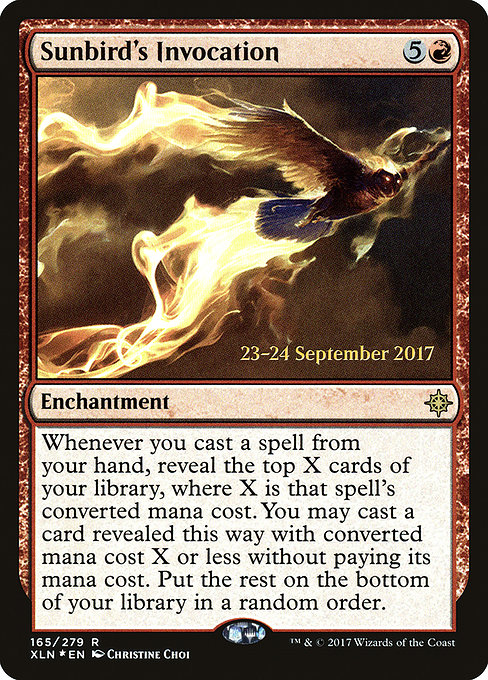 Sunbird's Invocation 5
23–24 September 2017
Enchantment
Whenever you cast a spell from
your hand, reveal the top X cards of
your library, where X is that spell's
converted mana cost. You may cast a
card revealed this way with converted
mana cost X or less without paying its
mana cost. Put the rest on the bottom
of your library in a random order.
165/279 R
XLN ★ EN Christine Choi
™ & © 2017 Wizards of the Coast